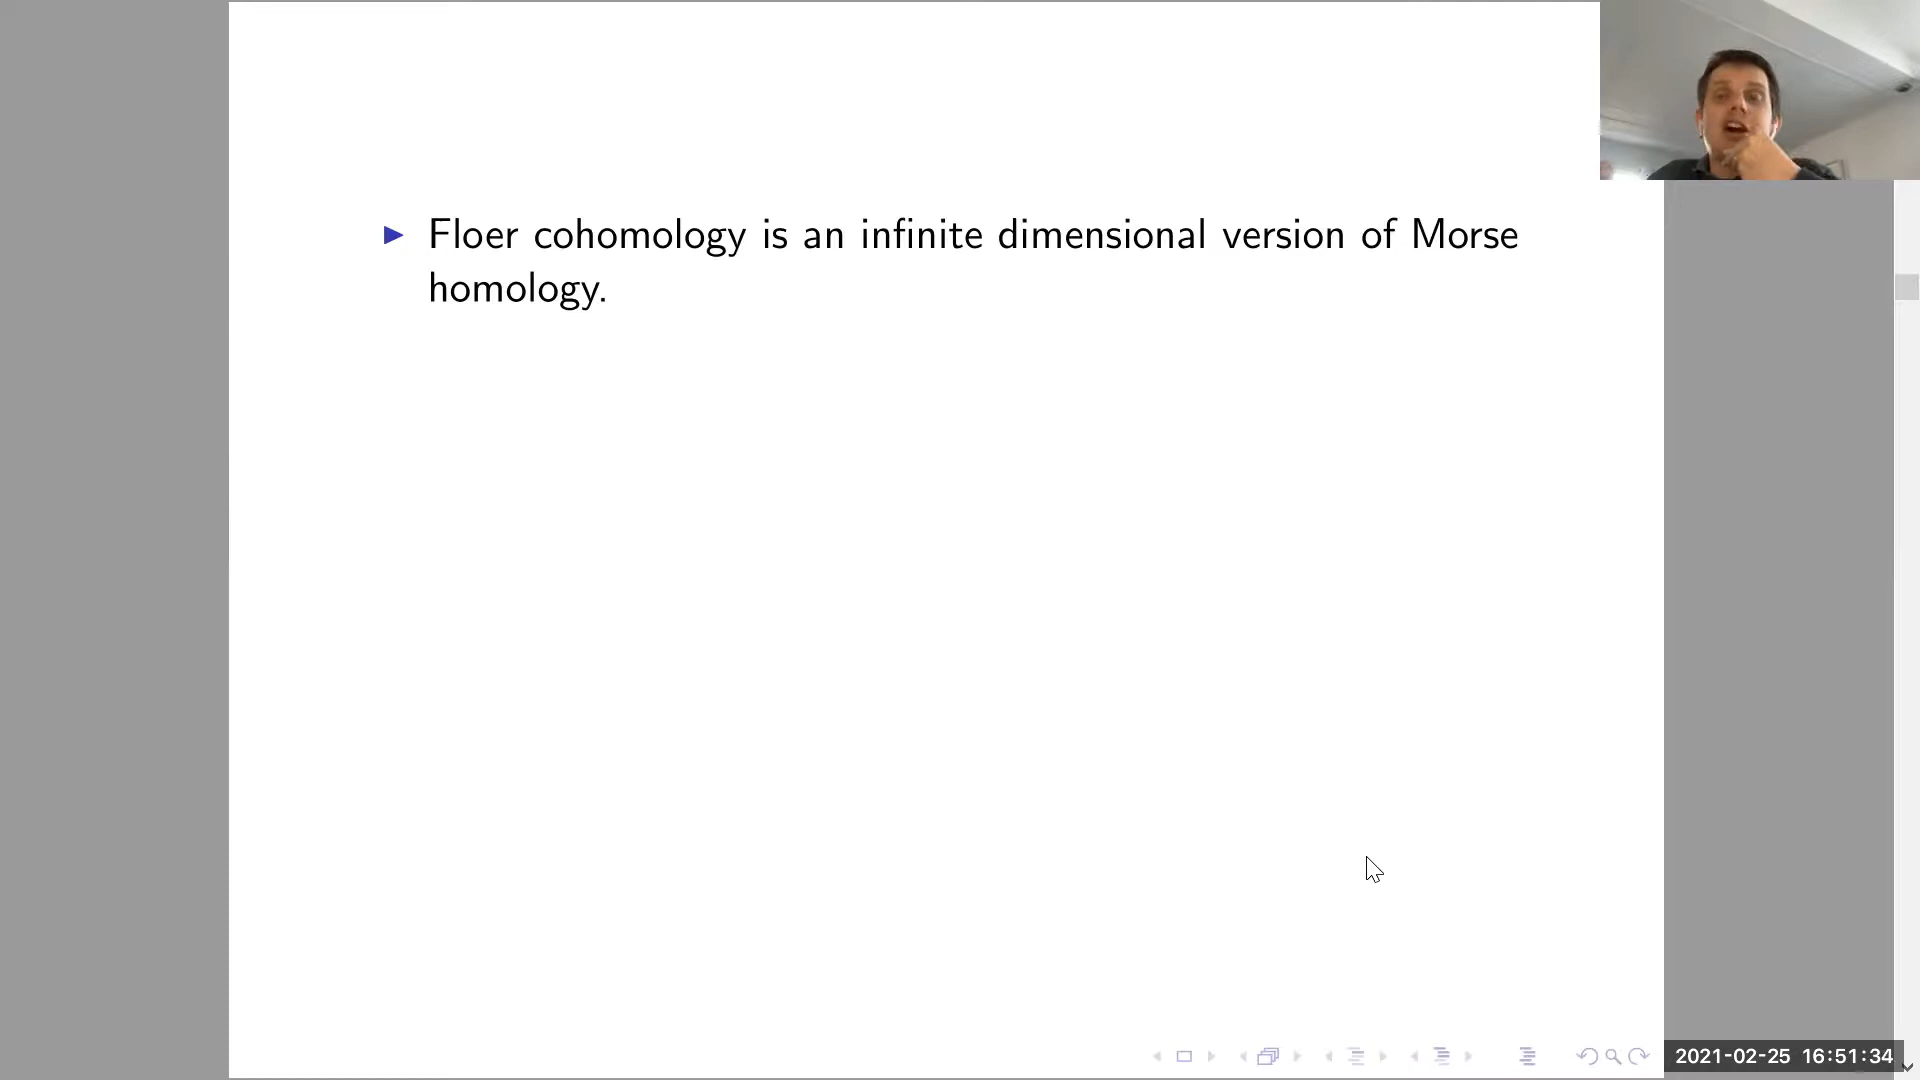 Floer cohomology is an infinite dimensional version of Morse
homology.
2021-02-25 16:51:34